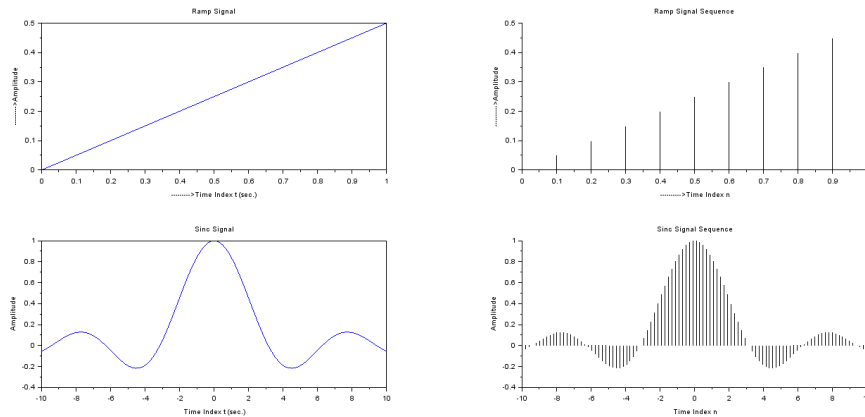 Ramp Signal
0.5
0.4
0.3
0.2
0.1
0
-------->Amplitude
0 0.1 0.2 0.3 0.4 0.5 0.6 0.7 0.8 0.9 1
--------->Time Index t (sec.)
Ramp Signal Sequence
0.5
0.4
0.3
0.2
0.1
0
-------->Amplitude
0 0.1 0.2 0.3 0.4 0.5 0.6 0.7 0.8 0.9
--------->Time Index n
Sinc Signal
1
0.8
0.6
0.4
0.2
0
-0.2
-0.4
Amplitude
-10 -8 -6 -4 -2 0 2 4 6 8 10
Time Index t (sec.)
Sinc Signal Sequence
1
0.8
0.6
0.4
0.2
0
-0.2
-0.4
Amplitude
-10 -8 -6 -4 -2 0 2 4 6 8
Time Index n